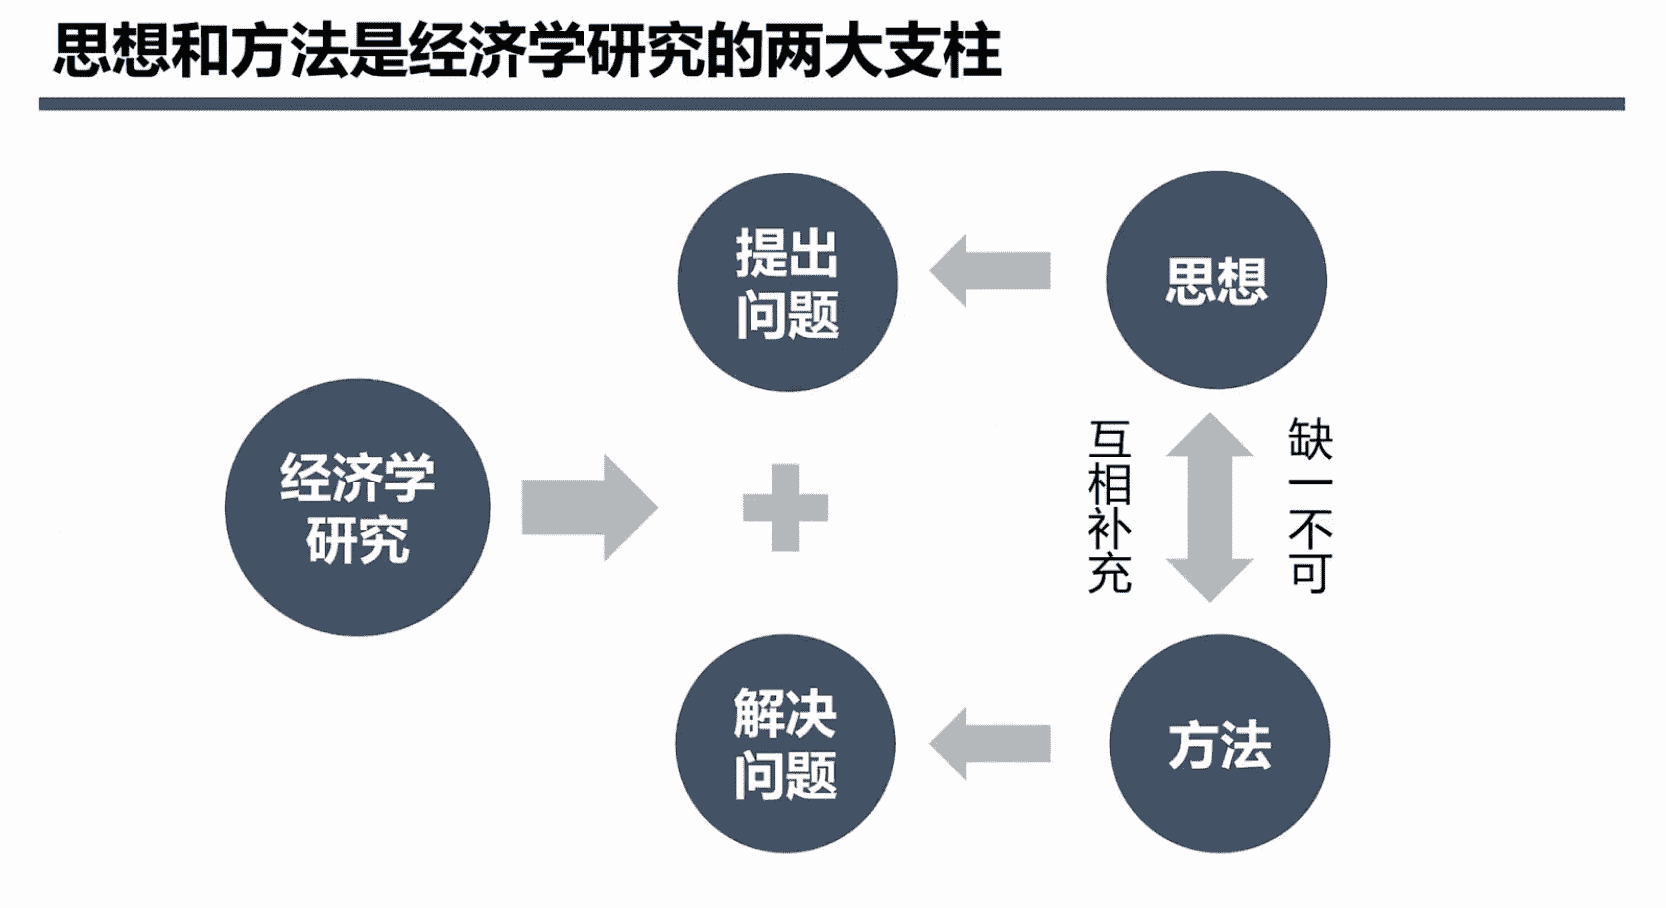 思想和方法是经济学研究的两大支柱
提出
问题
思想
经济学
研究
互相补充
缺一不可
解决
问题
方法